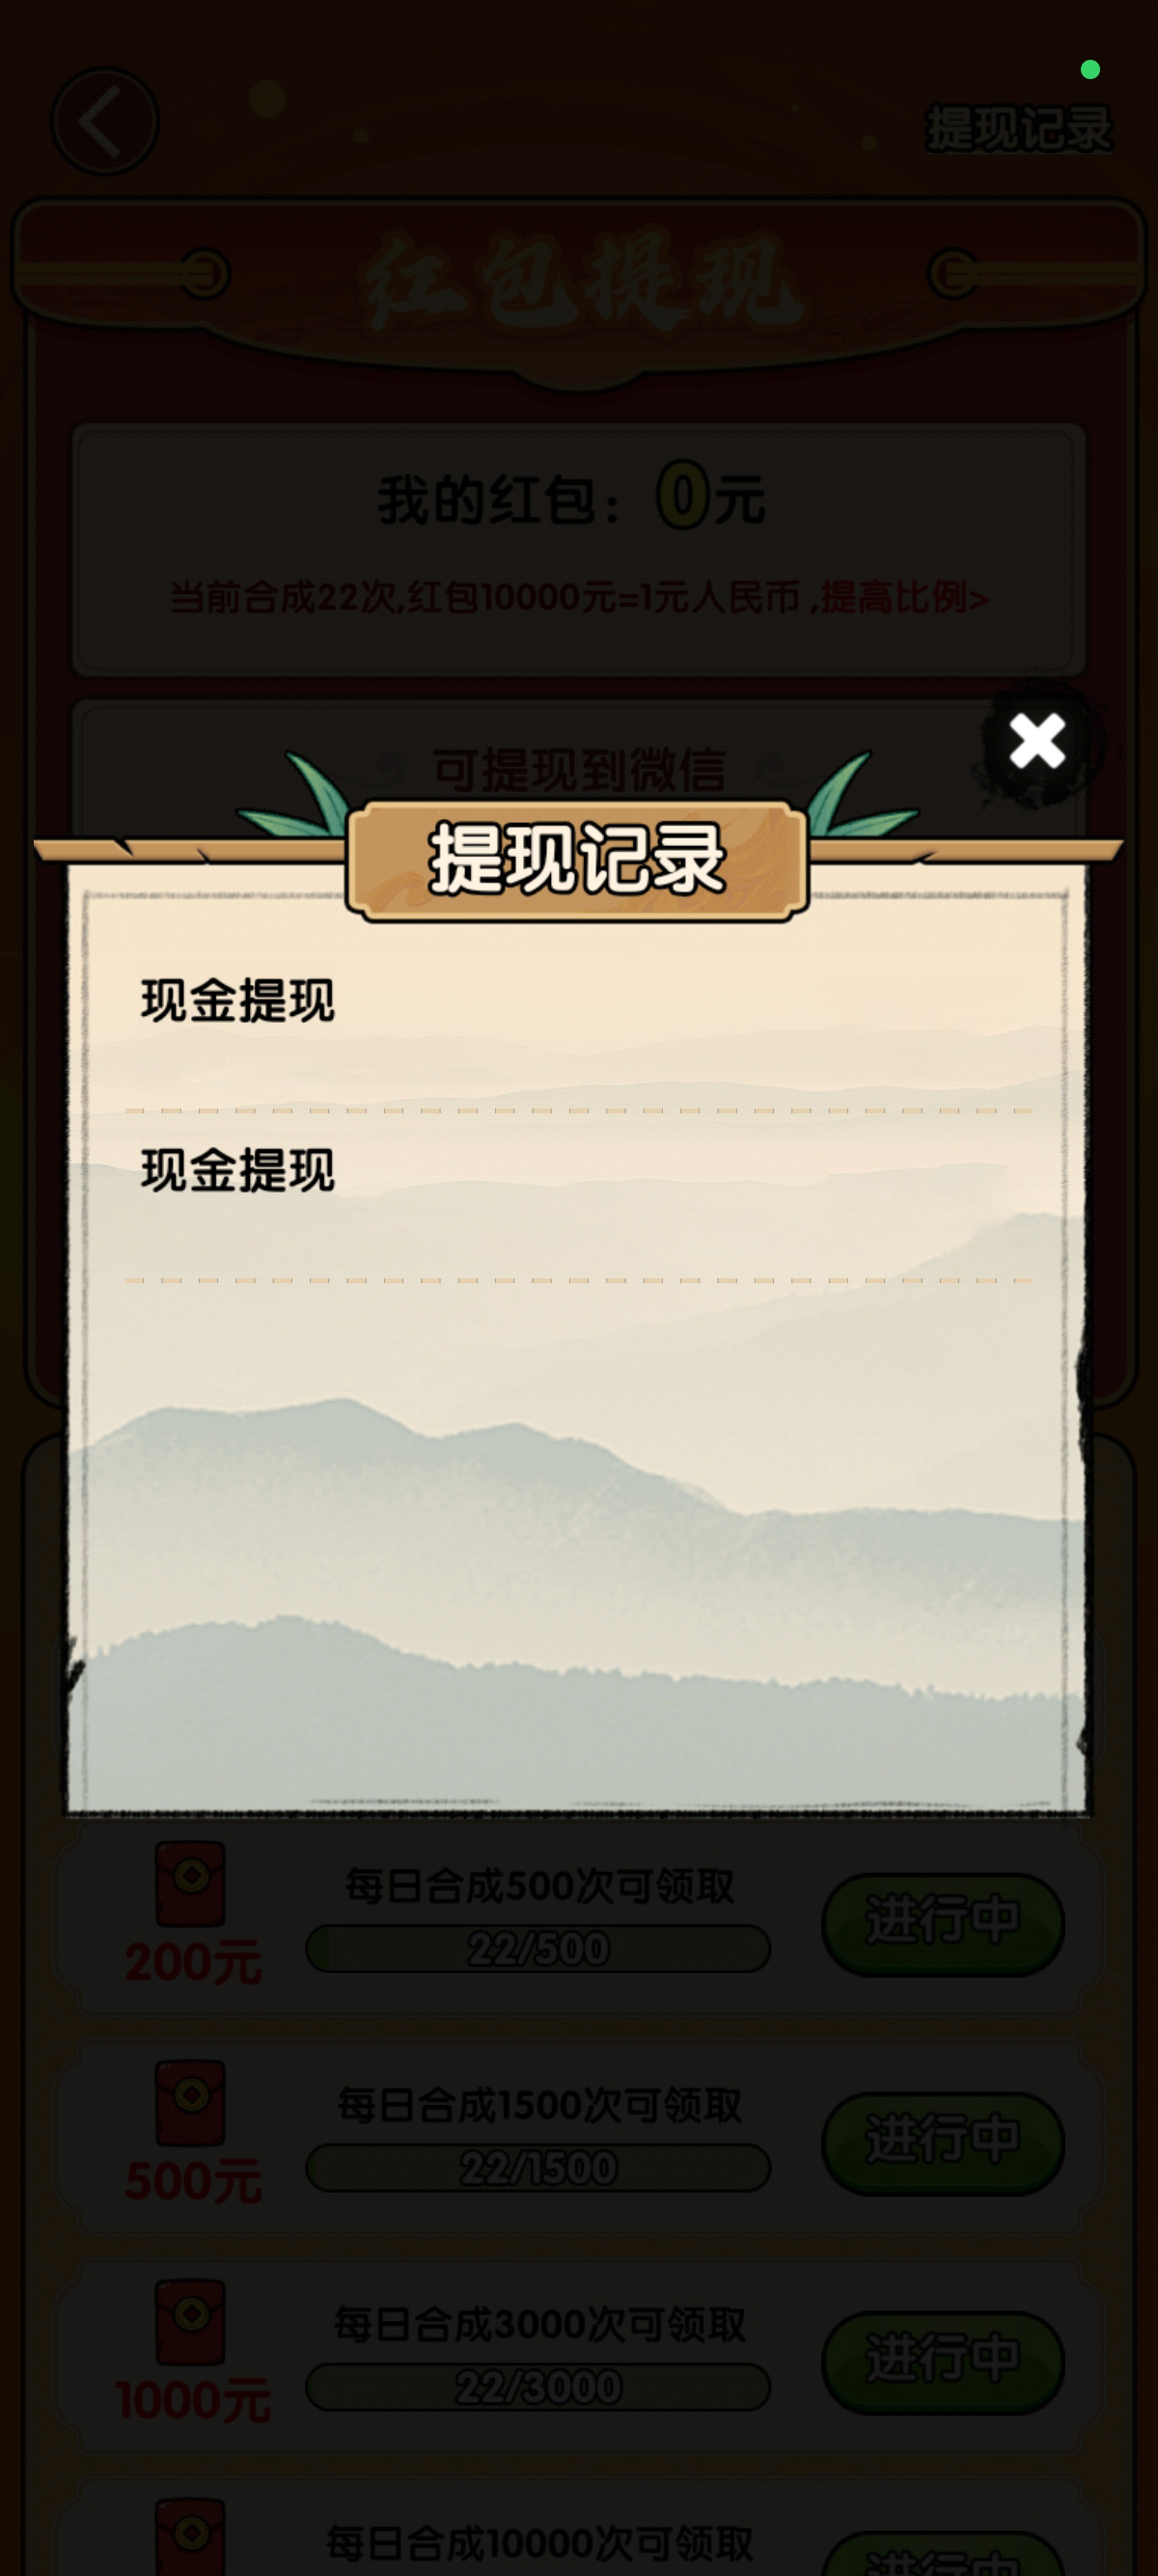 提现记录
红包提现
我的红包：0元
当前合成22次,红包10000元=1元人民币,提高比例>
可提现到微信
提现记录
现金提现
现金提现
每日合成500次可领取
200元
22/500
进行中
每日合成1500次可领取
500元
22/1500
进行中
每日合成3000次可领取
1000元
22/3000
进行中
每日合成10000次可领取
进行中